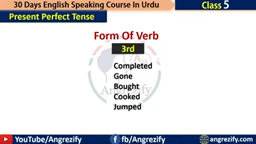 30 Days English Speaking Course In Urdu
Class 5
Present Perfect Tense
Form Of Verb
3rd
Completed
Gone
Bought
Cooked
Jumped
Angrezify
YouTube/Angrezify
fb/Angrezify
angrezify.com